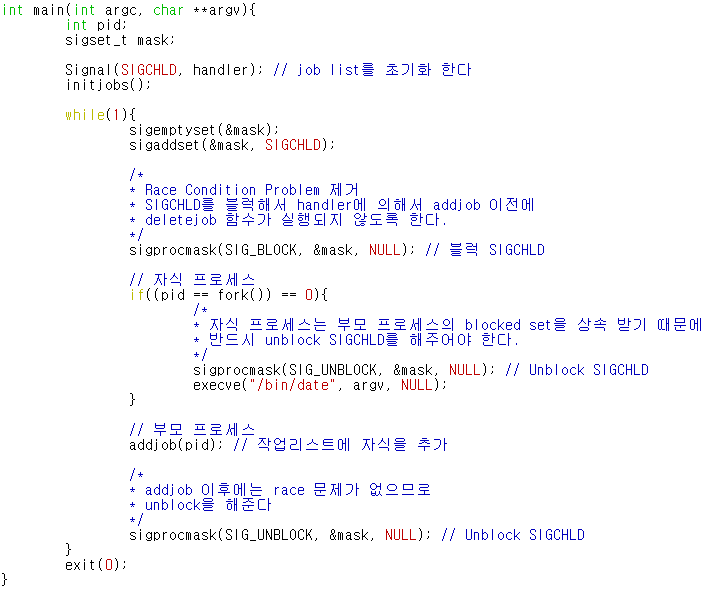 int main(int argc, char **argv){
        int pid;
        sigset_t mask;

        Signal(SIGCHLD, handler); // job list를 초기화 한다
        initjobs();

        while(1){
                sigemptyset(&mask);
                sigaddset(&mask, SIGCHLD);

                /*
                * Race Condition Problem 제거
                * SIGCHLD를 블럭해서 handler에 의해서 addjob 이전에
                * deletejob 함수가 실행되지 않도록 한다.
                */
                sigprocmask(SIG_BLOCK, &mask, NULL); // 블럭 SIGCHLD

                // 자식 프로세스
                if((pid == fork()) == 0){
                        /*
                        * 자식 프로세스는 부모 프로세스의 blocked set을 상속 받기 때문에
                        * 반드시 unblock SIGCHLD를 해주어야 한다.
                        */
                        sigprocmask(SIG_UNBLOCK, &mask, NULL); // Unblock SIGCHLD
                        execve("/bin/date", argv, NULL);
                }

                // 부모 프로세스
                addjob(pid); // 작업리스트에 자식을 추가

                /*
                * addjob 이후에는 race 문제가 없으므로
                * unblock을 해준다
                */
                sigprocmask(SIG_UNBLOCK, &mask, NULL); // Unblock SIGCHLD
        }
        exit(0);
}